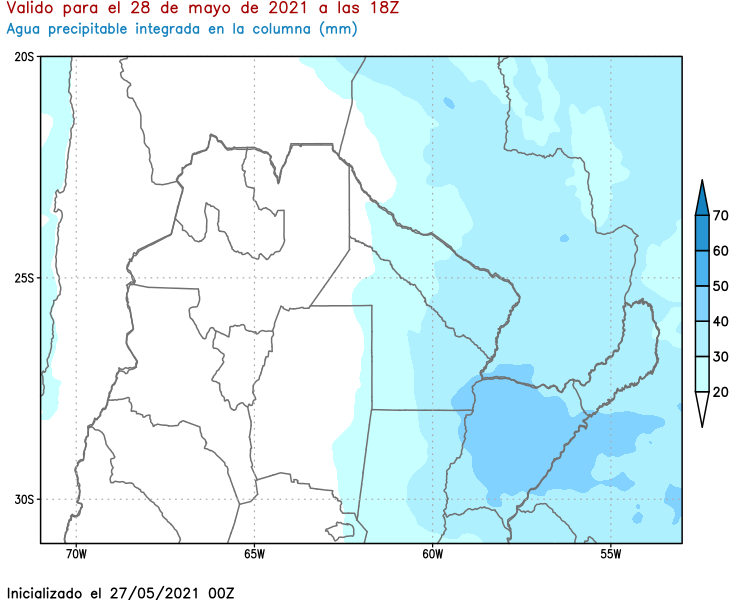 Valido para el 28 de mayo de 2021 a las 18Z
Agua precipitable integrada en la columna (mm)
20S
25S
30S
70W
65W
60W
55W
70
60
50
40
30
20
Inicializado el 27/05/2021 00Z